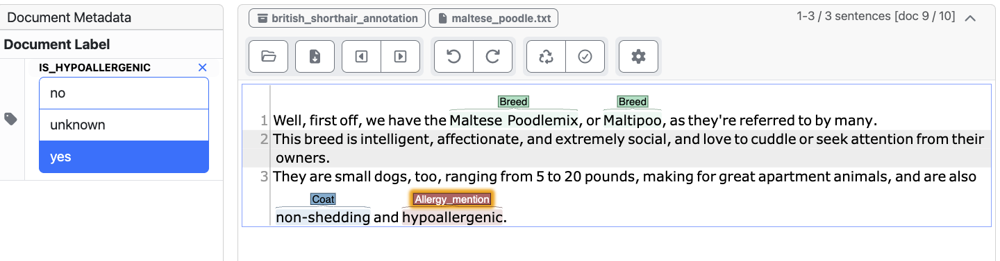 Document Metadata
Document Label
IS_HYPOALLERGENIC
no
unknown
yes
british_shorthair_annotation
maltese_poodle.txt
1-3 / 3 sentences [doc 9 / 10]
Breed Breed
1 Well, first off, we have the Maltese Poodlemix, or Maltipoo, as they're referred to by many.
2 This breed is intelligent, affectionate, and extremely social, and love to cuddle or seek attention from their
owners.
3 They are small dogs, too, ranging from 5 to 20 pounds, making for great apartment animals, and are also
Coat Allergy_mention
non-shedding and hypoallergenic.